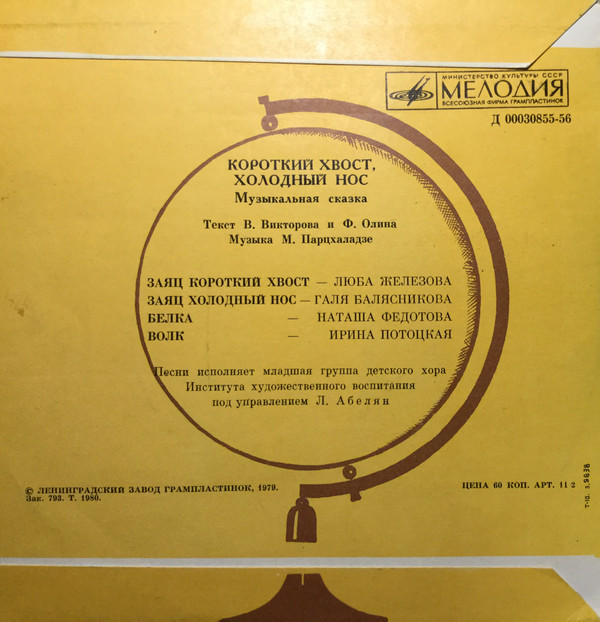 МИНИСТЕРСТВО КУЛЬТУРЫ СССР
МЕЛОДИЯ
ВСЕСОЮЗНАЯ ФИРМА ГРАМПЛАСТИНОК
Д 00030855-56
КОРОТКИЙ ХВОСТ,
ХОЛОДНЫЙ НОС
Музыкальная сказка
Текст В. Викторова и Ф. Олина
Музыка М. Парцхаладзе
ЗАЯЦ КОРОТКИЙ ХВОСТ — ЛЮБА ЖЕЛЕЗОВА
ЗАЯЦ ХОЛОДНЫЙ НОС — ГАЛЯ БАЛЯСНИКОВА
БЕЛКА — НАТАША ФЕДОТОВА
ВОЛК — ИРИНА ПОТОЦКАЯ
Песни исполняет младшая группа детского хора
Института художественного воспитания
под управлением Л. Абелян
© ЛЕНИНГРАДСКИЙ ЗАВОД ГРАМПЛАСТИНОК, 1979.
Зак. 793. Т. 1980.
ЦЕНА 60 КОП. АРТ. 11-2